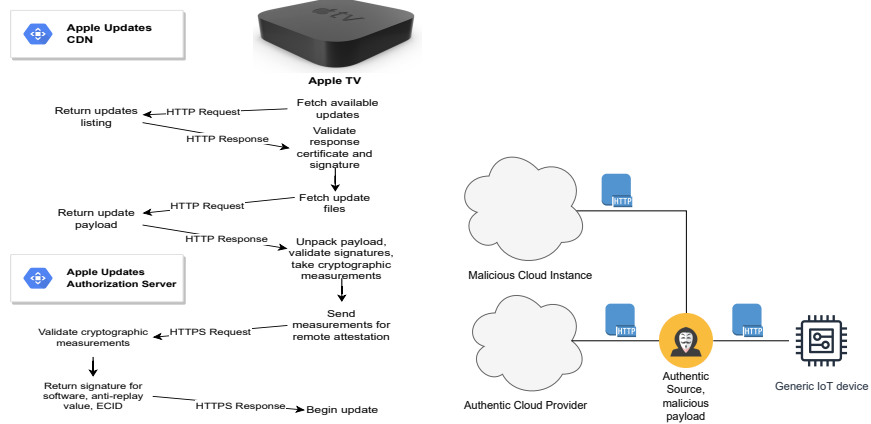 Apple Updates
CDN
tv
Apple TV
Fetch available
updates
HTTP Request
Return updates
listing
HTTP Response
Validate
response
certificate and
signature
Fetch update
files
HTTP Request
Return update
payload
HTTP Response
Unpack payload,
validate signatures,
take cryptographic
measurements
Apple Updates
Authorization Server
Send
measurements for
remote attestation
HTTPS Request
Validate cryptographic
measurements
Return signature for
software, anti-replay
value, ECID
HTTPS Response
Begin update
HTTP
Malicious Cloud Instance
HTTP
HTTP
Authentic Cloud Provider
Authentic
Source,
malicious
payload
Generic IoT device